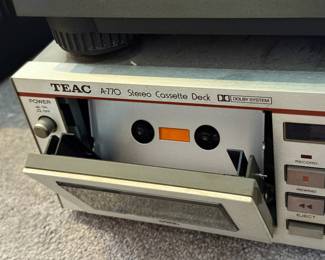 TEAC A-770 Stereo Cassette Deck DOLBY SYSTEM
POWER
RECORD
REWIND
EJECT